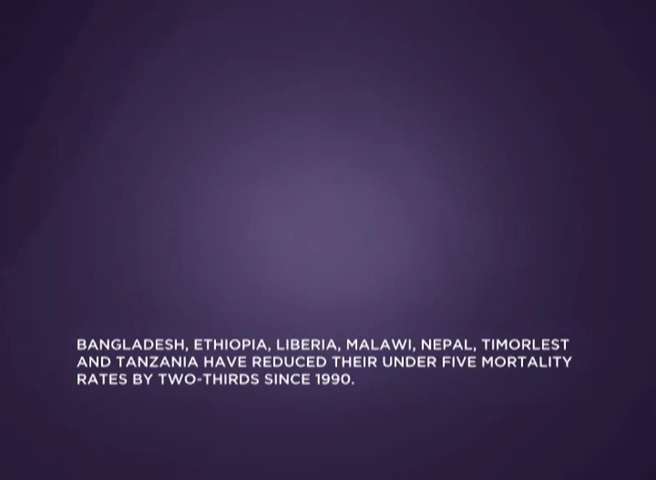 BANGLADESH, ETHIOPIA, LIBERIA, MALAWI, NEPAL, TIMORLEST
AND TANZANIA HAVE REDUCED THEIR UNDER FIVE MORTALITY
RATES BY TWO-THIRDS SINCE 1990.